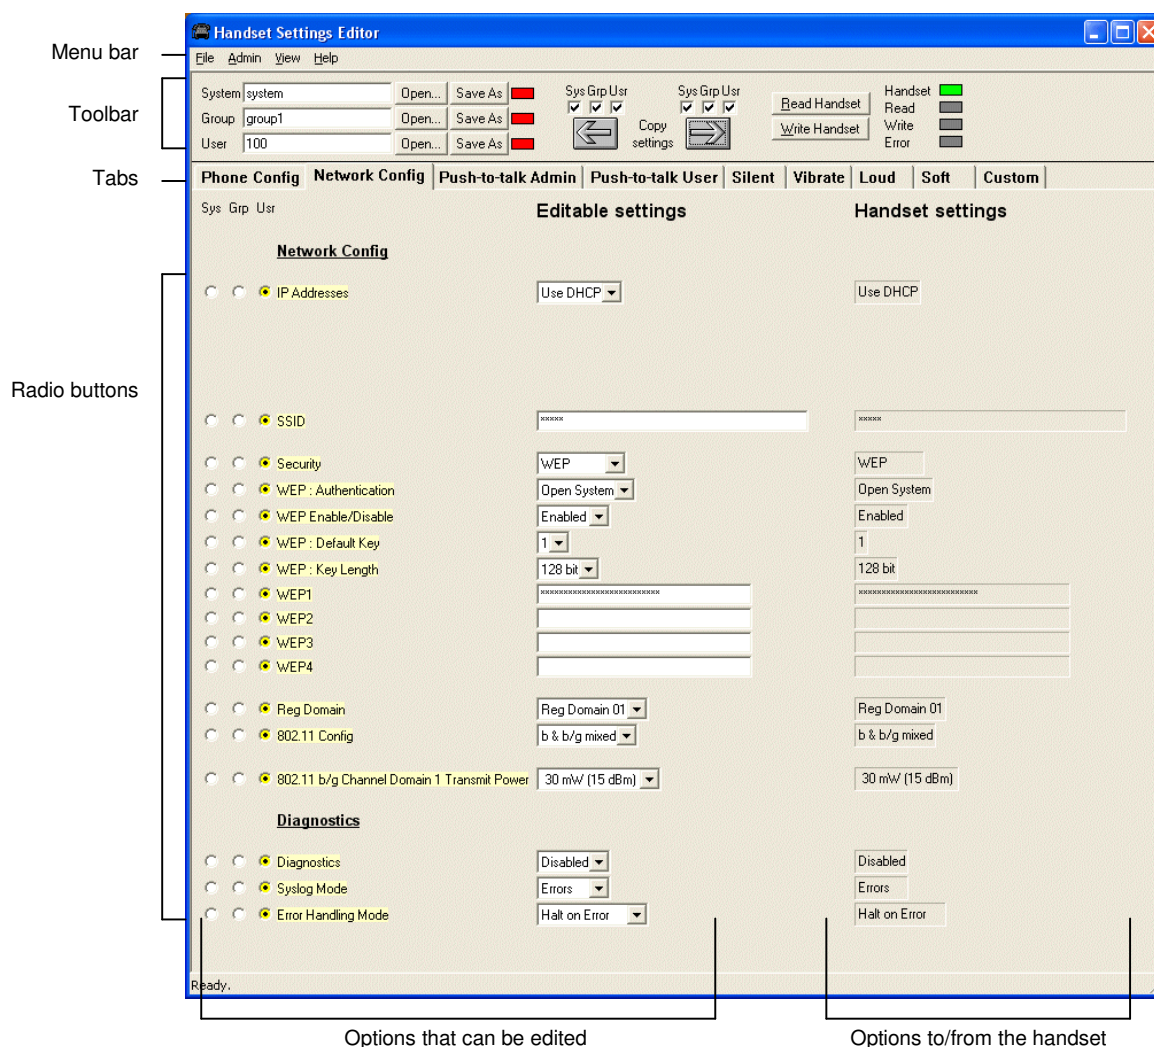 Handset Settings Editor
Menu bar
File Admin View Help
Toolbar
System system Open... Save As
Group group1 Open... Save As
User 100 Open... Save As
Sys Grp Usr
Copy settings
Sys Grp Usr
Read Handset
Write Handset
Handset
Read
Write
Error
Tabs
Phone Config Network Config Push-to-talk Admin Push-to-talk User Silent Vibrate Loud Soft Custom
Sys Grp Usr Editable settings Handset settings
Network Config
Radio buttons
IP Addresses Use DHCP Use DHCP
SSID ***** *****
Security WEP WEP
WEP : Authentication Open System Open System
WEP Enable/Disable Enabled Enabled
WEP : Default Key 1 1
WEP : Key Length 128 bit 128 bit
WEP1 ************************** **************************
WEP2
WEP3
WEP4
Reg Domain Reg Domain 01 Reg Domain 01
802.11 Config b & b/g mixed b & b/g mixed
802.11 b/g Channel Domain 1 Transmit Power 30 mW (15 dBm) 30 mW (15 dBm)
Diagnostics
Diagnostics Disabled Disabled
Syslog Mode Errors Errors
Error Handling Mode Halt on Error Halt on Error
Ready.
Options that can be edited Options to/from the handset